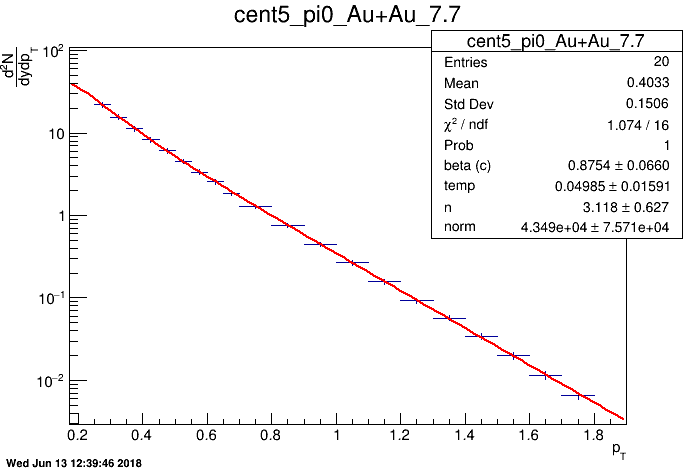 cent5_pi0_Au+Au_7.7
d²N
dydp_T
cent5_pi0_Au+Au_7.7
Entries 20
Mean 0.4033
Std Dev 0.1506
χ² / ndf 1.074 / 16
Prob 1
beta (c) 0.8754 ± 0.0660
temp 0.04985 ± 0.01591
n 3.118 ± 0.627
norm 4.349e+04 ± 7.571e+04
10²
10
1
10⁻¹
10⁻²
0.2 0.4 0.6 0.8 1 1.2 1.4 1.6 1.8
p_T
Wed Jun 13 12:39:46 2018